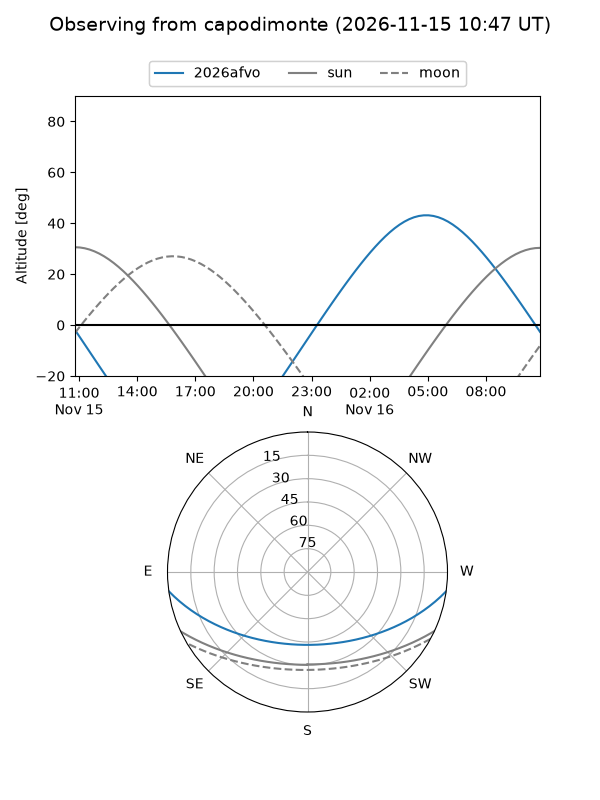 Observing from capodimonte (2026-11-15 10:47 UT)
2026afvo sun moon
Altitude [deg]
80
60
40
20
0
−20
11:00 14:00 17:00 20:00 23:00 02:00 05:00 08:00
Nov 15 Nov 16
N
NE NW
15
30
45
60
75
E W
SE SW
S